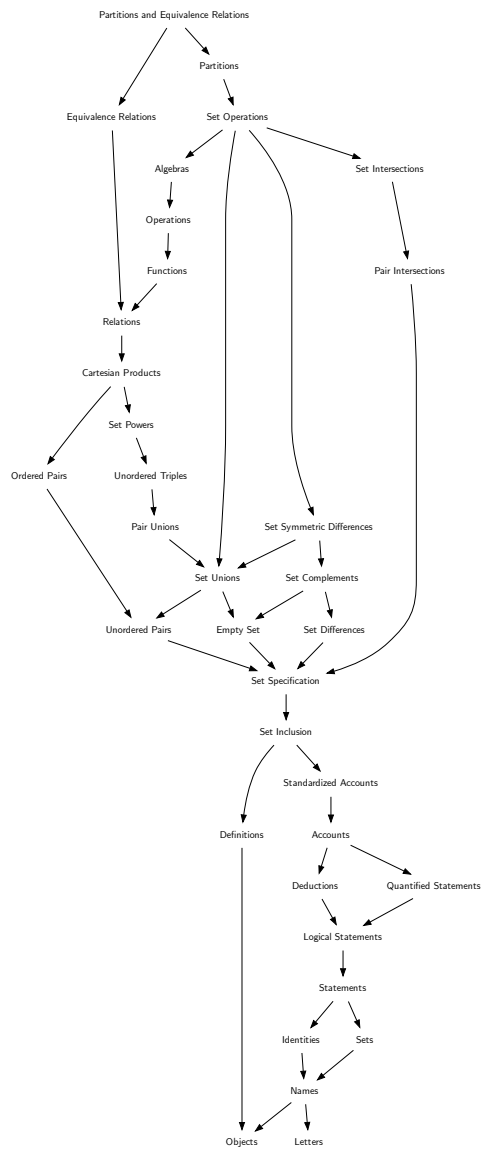 Partitions and Equivalence Relations
Partitions
Equivalence Relations
Set Operations
Algebras
Set Intersections
Operations
Functions
Pair Intersections
Relations
Cartesian Products
Set Powers
Ordered Pairs
Unordered Triples
Pair Unions
Set Symmetric Differences
Set Unions
Set Complements
Unordered Pairs
Empty Set
Set Differences
Set Specification
Set Inclusion
Standardized Accounts
Definitions
Accounts
Deductions
Quantified Statements
Logical Statements
Statements
Identities
Sets
Names
Objects
Letters